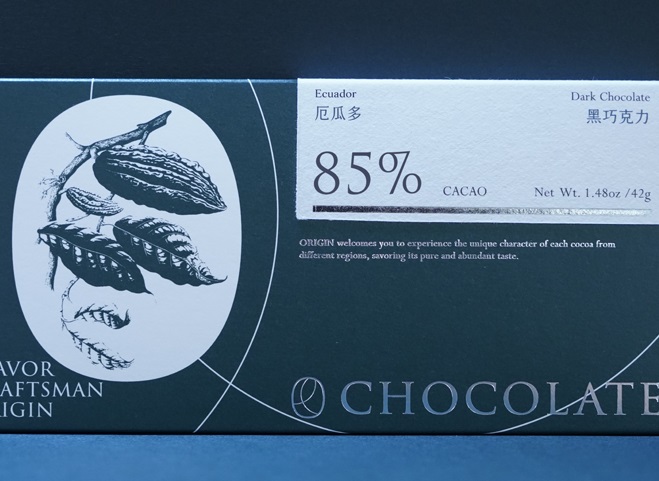 Ecuador
厄瓜多
Dark Chocolate
黑巧克力
85% CACAO
Net Wt. 1.48oz /42g
ORIGIN welcomes you to experience the unique character of each cocoa from
different regions, savoring its pure and abundant taste.
AVOR
AFTSMAN
IGIN
CHOCOLATE